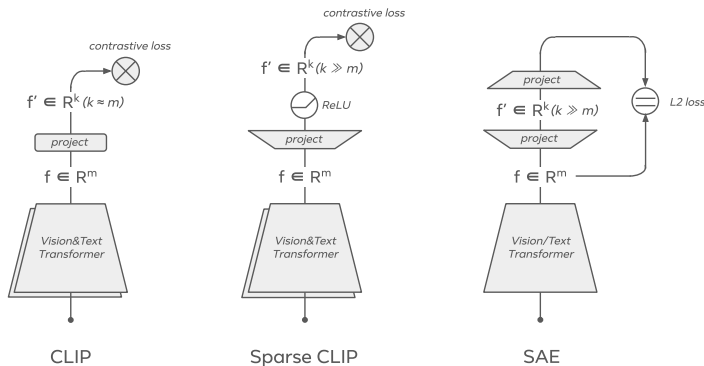 contrastive loss
f' ∈ Rᵏ (k ≈ m)
project
f ∈ Rᵐ
Vision&Text
Transformer
CLIP
contrastive loss
f' ∈ Rᵏ (k ≫ m)
ReLU
project
f ∈ Rᵐ
Vision&Text
Transformer
Sparse CLIP
project
f' ∈ Rᵏ (k ≫ m)
L2 loss
project
f ∈ Rᵐ
Vision/Text
Transformer
SAE